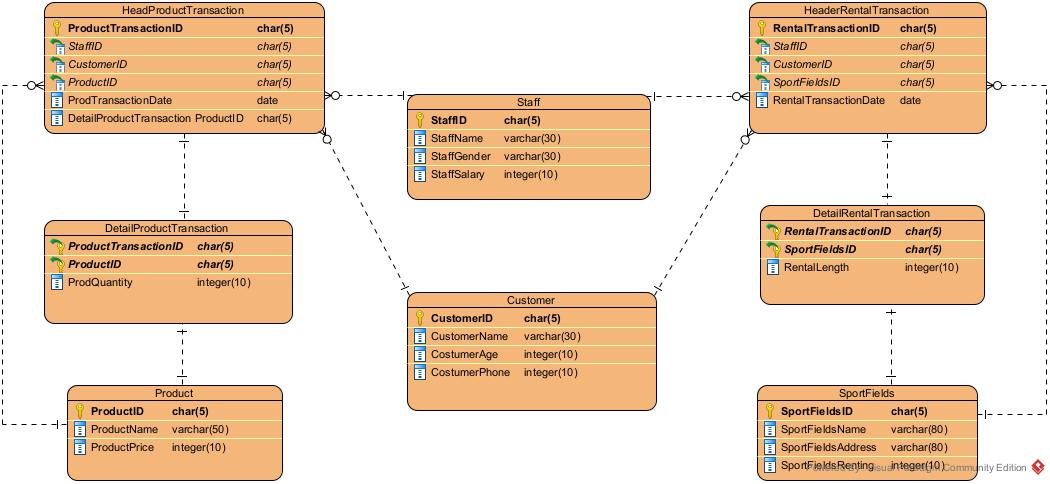 HeadProductTransaction
ProductTransactionID char(5)
StaffID char(5)
CustomerID char(5)
ProductID char(5)
ProdTransactionDate date
DetailProductTransaction ProductID char(5)
HeaderRentalTransaction
RentalTransactionID char(5)
StaffID char(5)
CustomerID char(5)
SportFieldsID char(5)
RentalTransactionDate date
Staff
StaffID char(5)
StaffName varchar(30)
StaffGender varchar(30)
StaffSalary integer(10)
DetailProductTransaction
ProductTransactionID char(5)
ProductID char(5)
ProdQuantity integer(10)
DetailRentalTransaction
RentalTransactionID char(5)
SportFieldsID char(5)
RentalLength integer(10)
Customer
CustomerID char(5)
CustomerName varchar(30)
CostumerAge integer(10)
CostumerPhone integer(10)
Product
ProductID char(5)
ProductName varchar(50)
ProductPrice integer(10)
SportFields
SportFieldsID char(5)
SportFieldsName varchar(80)
SportFieldsAddress varchar(80)
SportFieldsRenting integer(10)
Powered By Visual Paradigm Community Edition